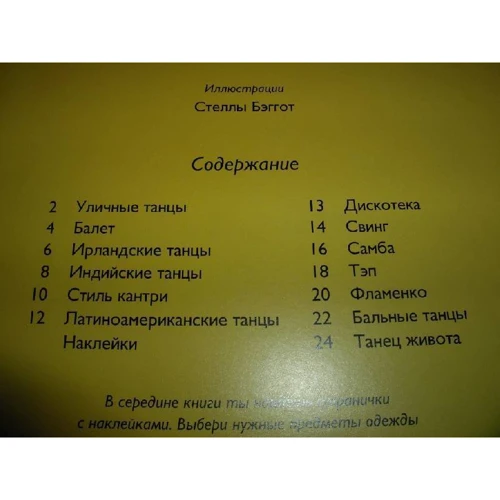 Иллюстрации
Стеллы Бэггот
Содержание
2 Уличные танцы
4 Балет
6 Ирландские танцы
8 Индийские танцы
10 Стиль кантри
12 Латиноамериканские танцы
Наклейки
13 Дискотека
14 Свинг
16 Самба
18 Тэп
20 Фламенко
22 Бальные танцы
24 Танец живота
В середине книги ты
с наклейками. Выбери нужные предметы одежды